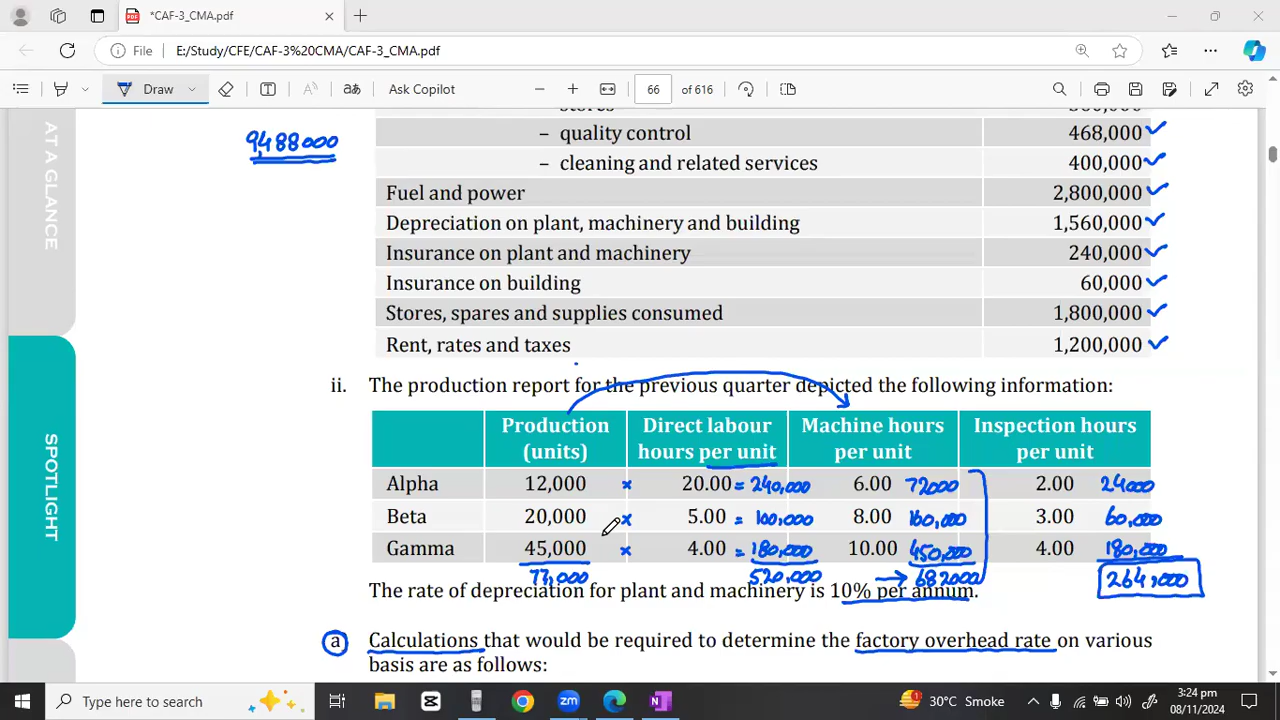 *CAF-3_CMA.pdf
File E:/Study/CFE/CAF-3%20CMA/CAF-3_CMA.pdf
Draw Ask Copilot 66 of 616
AT A GLANCE
SPOTLIGHT
9,488000
– quality control 468,000
– cleaning and related services 400,000
Fuel and power 2,800,000
Depreciation on plant, machinery and building 1,560,000
Insurance on plant and machinery 240,000
Insurance on building 60,000
Stores, spares and supplies consumed 1,800,000
Rent, rates and taxes 1,200,000
ii. The production report for the previous quarter depicted the following information:
Production (units) Direct labour hours per unit Machine hours per unit Inspection hours per unit
Alpha 12,000 × 20.00 = 240,000 6.00 72000 2.00 24000
Beta 20,000 × 5.00 = 100,000 8.00 160,000 3.00 60,000
Gamma 45,000 × 4.00 = 180,000 10.00 450,000 4.00 180,000
77,000 520,000 → 682000 264,000
The rate of depreciation for plant and machinery is 10% per annum.
a Calculations that would be required to determine the factory overhead rate on various
basis are as follows:
Type here to search
30°C Smoke
3:24 pm
08/11/2024